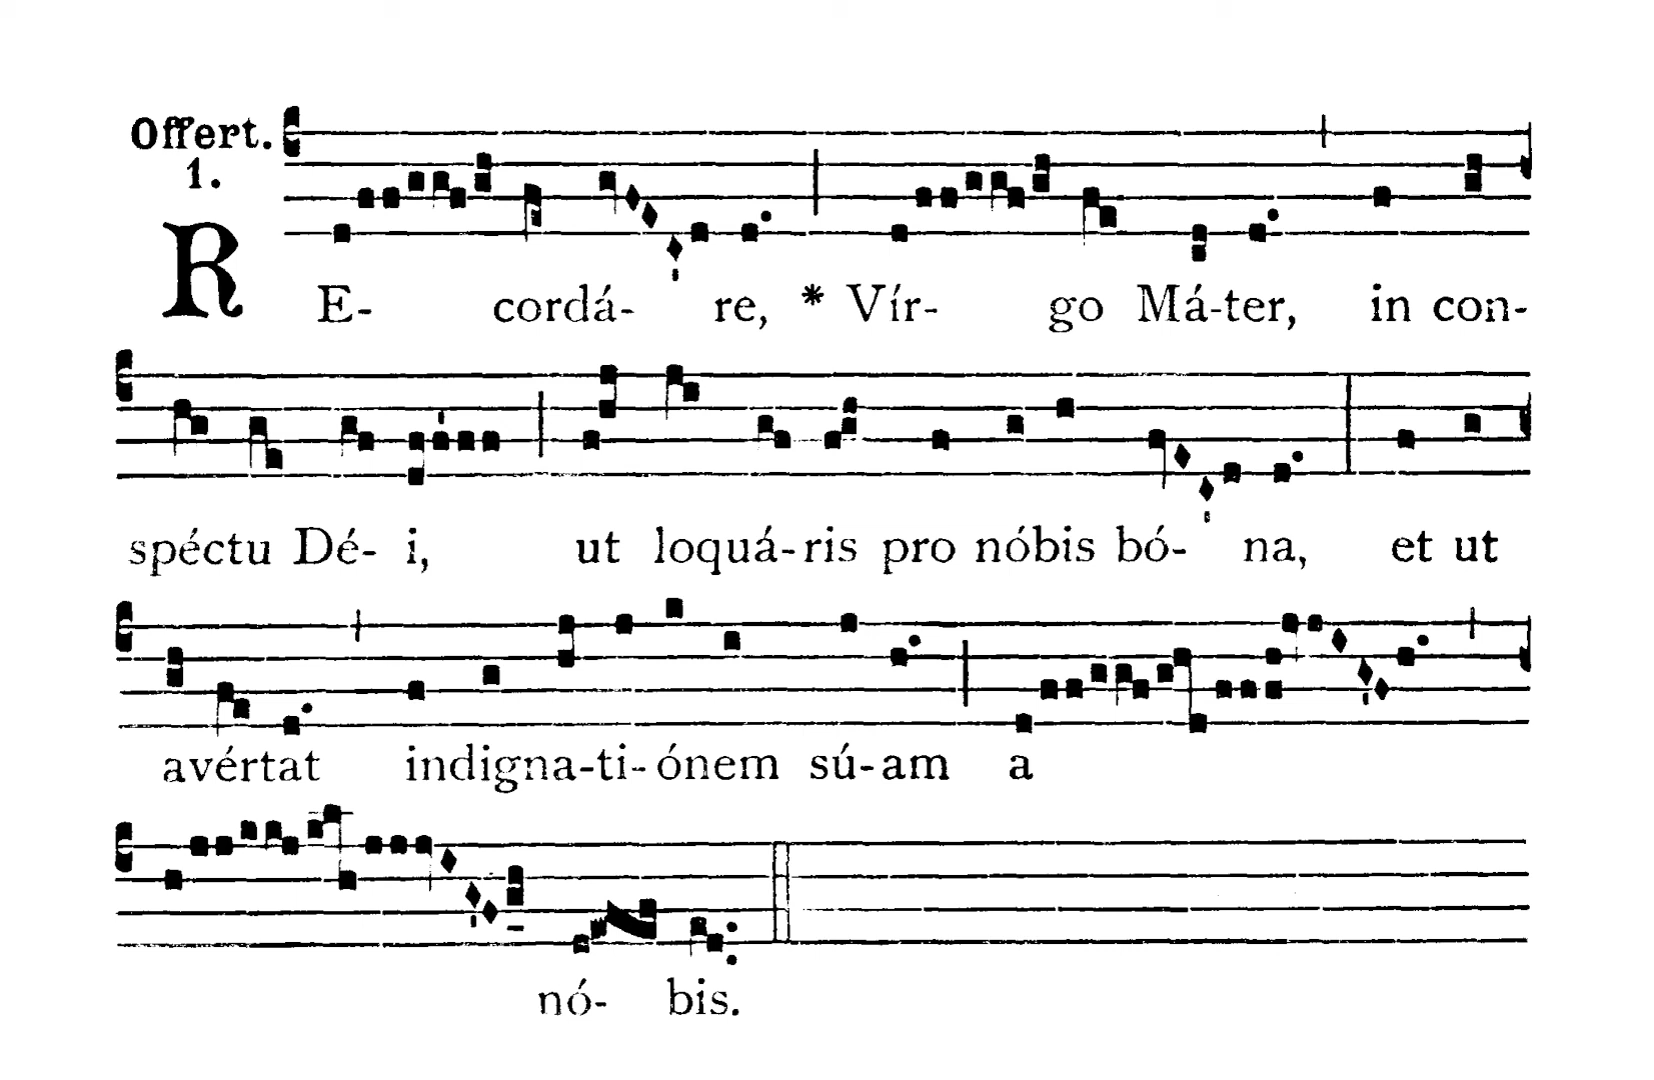 Offert.
1.
RE- cordá- re, * Vír- go Má-ter, in con-
spéctu Dé- i, ut loquá-ris pro nóbis bó- na, et ut
avértat indigna-ti-ónem sú-am a
nó- bis.